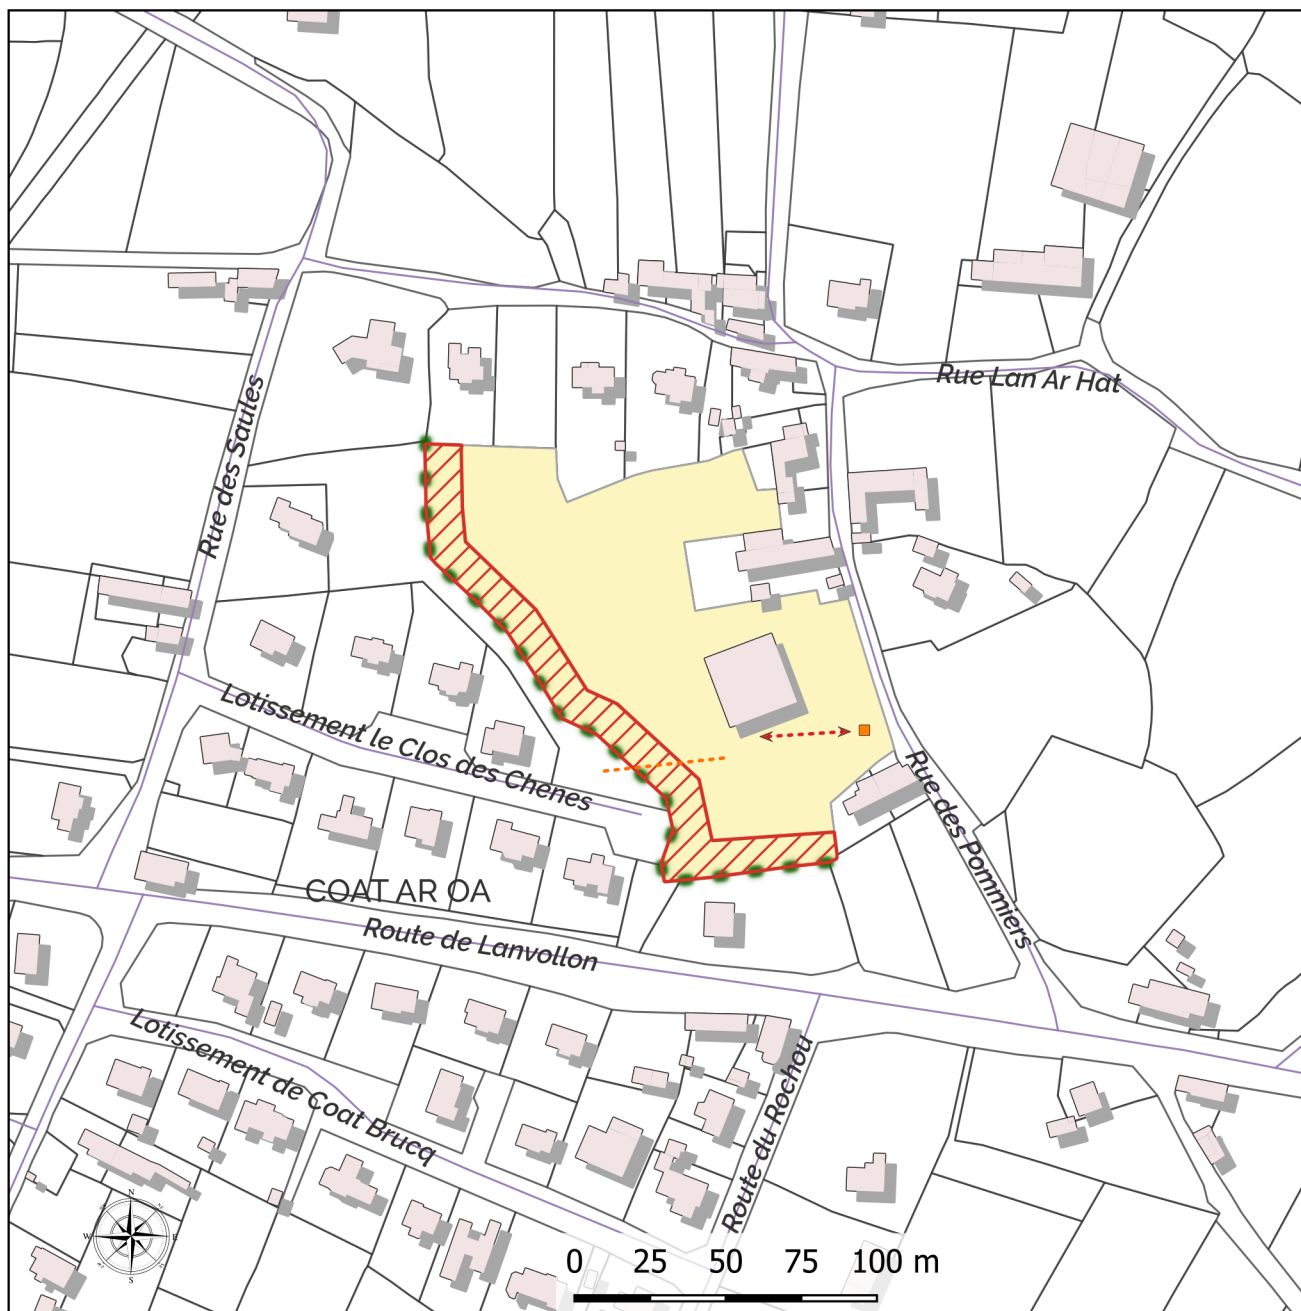 Rue Lan Ar Hat
Rue des Saules
Lotissement le Clos des Chenes
Rue des Pommiers
COAT AR OA
Route de Lanvollon
Lotissement de Coat Brucq
Route du Rochou
N
W E
S
0 25 50 75 100 m